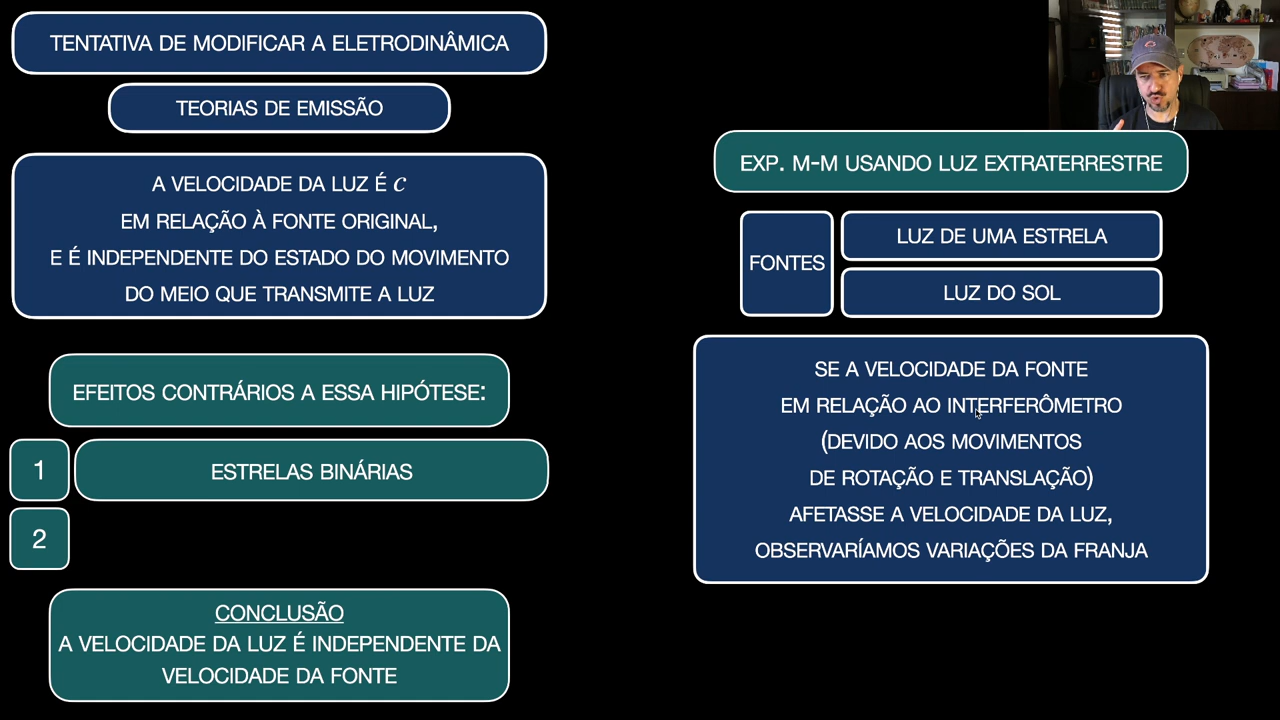 TENTATIVA DE MODIFICAR A ELETRODINÂMICA
TEORIAS DE EMISSÃO
A VELOCIDADE DA LUZ É c
EM RELAÇÃO À FONTE ORIGINAL,
E É INDEPENDENTE DO ESTADO DO MOVIMENTO
DO MEIO QUE TRANSMITE A LUZ
EFEITOS CONTRÁRIOS A ESSA HIPÓTESE:
1
ESTRELAS BINÁRIAS
2
CONCLUSÃO
A VELOCIDADE DA LUZ É INDEPENDENTE DA
VELOCIDADE DA FONTE
EXP. M-M USANDO LUZ EXTRATERRESTRE
FONTES
LUZ DE UMA ESTRELA
LUZ DO SOL
SE A VELOCIDADE DA FONTE
EM RELAÇÃO AO INTERFERÔMETRO
(DEVIDO AOS MOVIMENTOS
DE ROTAÇÃO E TRANSLAÇÃO)
AFETASSE A VELOCIDADE DA LUZ,
OBSERVARÍAMOS VARIAÇÕES DA FRANJA